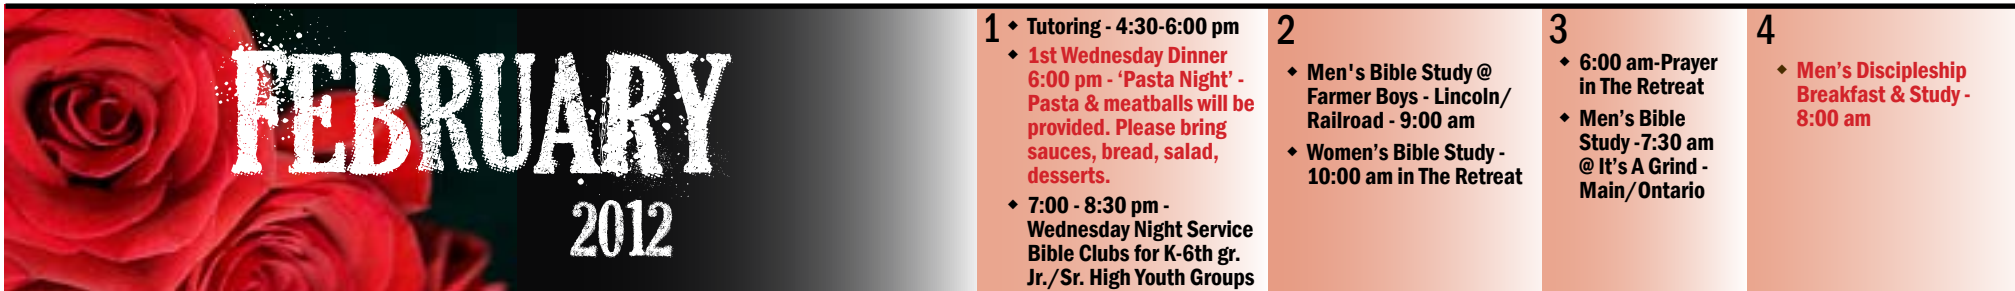 FEBRUARY
2012
1
◆ Tutoring - 4:30-6:00 pm
◆ 1st Wednesday Dinner
6:00 pm - ‘Pasta Night’ -
Pasta & meatballs will be
provided. Please bring
sauces, bread, salad,
desserts.
◆ 7:00 - 8:30 pm -
Wednesday Night Service
Bible Clubs for K-6th gr.
Jr./Sr. High Youth Groups
2
◆ Men's Bible Study @
Farmer Boys - Lincoln/
Railroad - 9:00 am
◆ Women’s Bible Study -
10:00 am in The Retreat
3
◆ 6:00 am-Prayer
in The Retreat
◆ Men’s Bible
Study -7:30 am
@ It’s A Grind -
Main/Ontario
4
◆ Men’s Discipleship
Breakfast & Study -
8:00 am